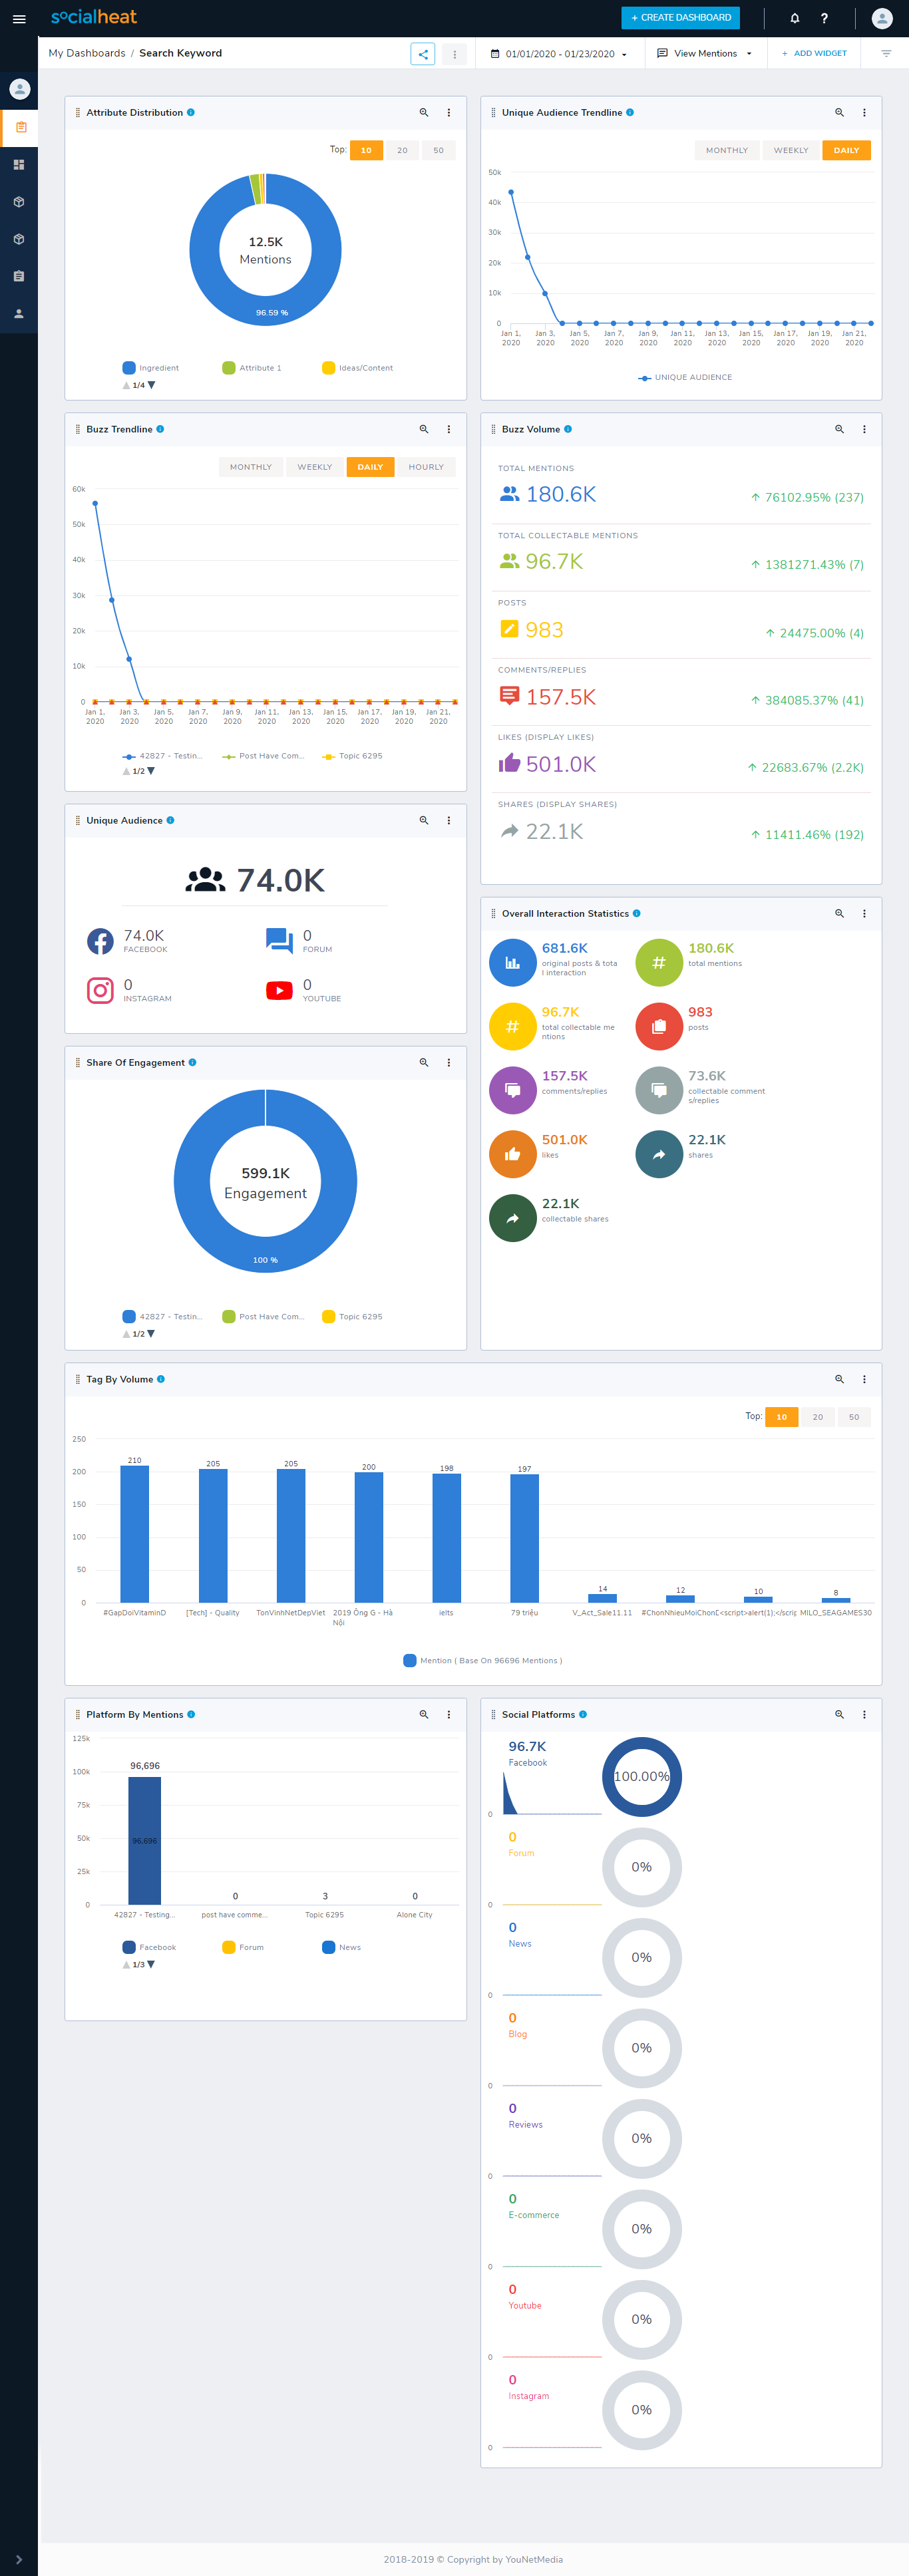 socialheat
+ CREATE DASHBOARD
?
My Dashboards / Search Keyword
01/01/2020 - 01/23/2020
View Mentions
+ ADD WIDGET
Attribute Distribution
Top: 10 20 50
12.5K
Mentions
96.59 %
Ingredient Attribute 1 Ideas/Content
1/4
Unique Audience Trendline
MONTHLY WEEKLY DAILY
50k
40k
30k
20k
10k
0
Jan 1, 2020 Jan 3, 2020 Jan 5, 2020 Jan 7, 2020 Jan 9, 2020 Jan 11, 2020 Jan 13, 2020 Jan 15, 2020 Jan 17, 2020 Jan 19, 2020 Jan 21, 2020
UNIQUE AUDIENCE
Buzz Trendline
MONTHLY WEEKLY DAILY HOURLY
60k
50k
40k
30k
20k
10k
0
Jan 1, 2020 Jan 3, 2020 Jan 5, 2020 Jan 7, 2020 Jan 9, 2020 Jan 11, 2020 Jan 13, 2020 Jan 15, 2020 Jan 17, 2020 Jan 19, 2020 Jan 21, 2020
42827 - Testin... Post Have Com... Topic 6295
1/2
Buzz Volume
TOTAL MENTIONS
180.6K 76102.95% (237)
TOTAL COLLECTABLE MENTIONS
96.7K 1381271.43% (7)
POSTS
983 24475.00% (4)
COMMENTS/REPLIES
157.5K 384085.37% (41)
LIKES (DISPLAY LIKES)
501.0K 22683.67% (2.2K)
SHARES (DISPLAY SHARES)
22.1K 11411.46% (192)
Unique Audience
74.0K
74.0K
FACEBOOK
0
FORUM
0
INSTAGRAM
0
YOUTUBE
Overall Interaction Statistics
681.6K
original posts & tota
l interaction
180.6K
total mentions
96.7K
total collectable me
ntions
983
posts
157.5K
comments/replies
73.6K
collectable comment
s/replies
501.0K
likes
22.1K
shares
22.1K
collectable shares
Share Of Engagement
599.1K
Engagement
100 %
42827 - Testin... Post Have Com... Topic 6295
1/2
Tag By Volume
Top: 10 20 50
250
200
150
100
50
0
210 205 205 200 198 197 14 12 10 8
#GapDoiVitaminD [Tech] - Quality TonVinhNetDepViet 2019 Ông G - Hà Nội ielts 79 triệu V_Act_Sale11.11 #ChonNhieuMoiChonD <script>alert(1);</scrip MILO_SEAGAMES30
Mention ( Base On 96696 Mentions )
Platform By Mentions
125k
100k
75k
50k
25k
0
96,696 0 3 0
96,696
42827 - Testing... post have comme... Topic 6295 Alone City
Facebook Forum News
1/3
Social Platforms
96.7K
Facebook
0
100.00%
0
Forum
0
0%
0
News
0
0%
0
Blog
0
0%
0
Reviews
0
0%
0
E-commerce
0
0%
0
Youtube
0
0%
0
Instagram
0
0%
2018-2019 © Copyright by YouNetMedia